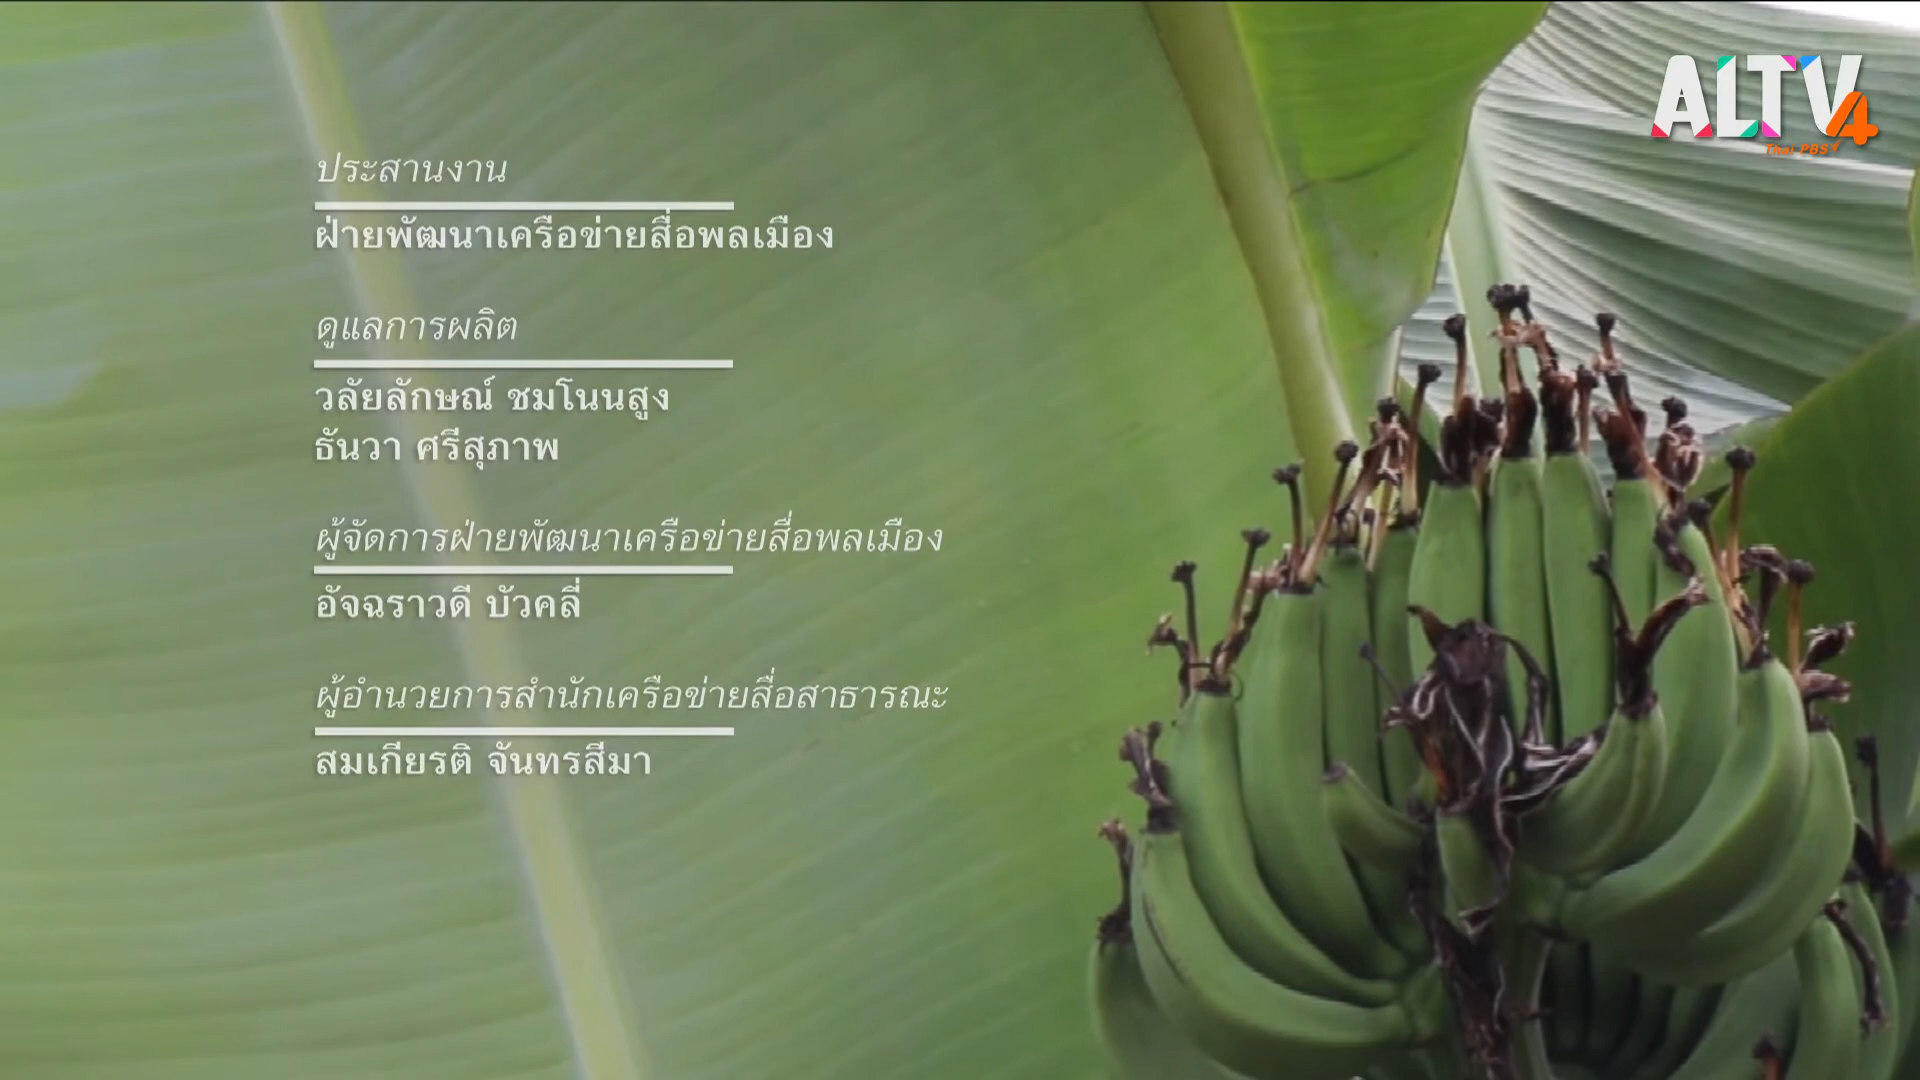 ALTV4
Thai PBS
ประสานงาน
ฝ่ายพัฒนาเครือข่ายสื่อพลเมือง
ดูแลการผลิต
วลัยลักษณ์ ชมโนนสูง
ธันวา ศรีสุภาพ
ผู้จัดการฝ่ายพัฒนาเครือข่ายสื่อพลเมือง
อัจฉราวดี บัวคลี่
ผู้อำนวยการสำนักเครือข่ายสื่อสาธารณะ
สมเกียรติ จันทรสีมา